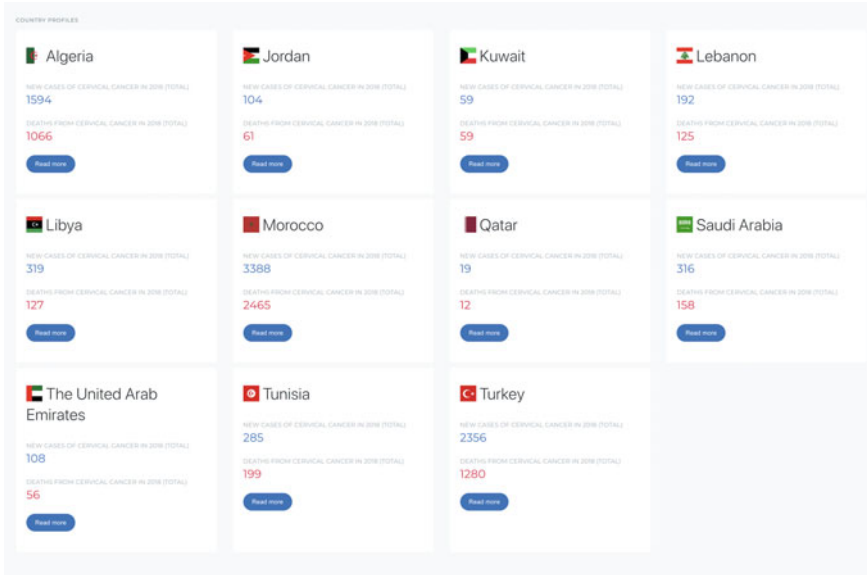 COUNTRY PROFILES
Algeria
NEW CASES OF CERVICAL CANCER IN 2018 (TOTAL)
1594
DEATHS FROM CERVICAL CANCER IN 2018 (TOTAL)
1066
Read more
Jordan
NEW CASES OF CERVICAL CANCER IN 2018 (TOTAL)
104
DEATHS FROM CERVICAL CANCER IN 2018 (TOTAL)
61
Read more
Kuwait
NEW CASES OF CERVICAL CANCER IN 2018 (TOTAL)
59
DEATHS FROM CERVICAL CANCER IN 2018 (TOTAL)
59
Read more
Lebanon
NEW CASES OF CERVICAL CANCER IN 2018 (TOTAL)
192
DEATHS FROM CERVICAL CANCER IN 2018 (TOTAL)
125
Read more
Libya
NEW CASES OF CERVICAL CANCER IN 2018 (TOTAL)
319
DEATHS FROM CERVICAL CANCER IN 2018 (TOTAL)
127
Read more
Morocco
NEW CASES OF CERVICAL CANCER IN 2018 (TOTAL)
3388
DEATHS FROM CERVICAL CANCER IN 2018 (TOTAL)
2465
Read more
Qatar
NEW CASES OF CERVICAL CANCER IN 2018 (TOTAL)
19
DEATHS FROM CERVICAL CANCER IN 2018 (TOTAL)
12
Read more
Saudi Arabia
NEW CASES OF CERVICAL CANCER IN 2018 (TOTAL)
316
DEATHS FROM CERVICAL CANCER IN 2018 (TOTAL)
158
Read more
The United Arab
Emirates
NEW CASES OF CERVICAL CANCER IN 2018 (TOTAL)
108
DEATHS FROM CERVICAL CANCER IN 2018 (TOTAL)
56
Read more
Tunisia
NEW CASES OF CERVICAL CANCER IN 2018 (TOTAL)
285
DEATHS FROM CERVICAL CANCER IN 2018 (TOTAL)
199
Read more
Turkey
NEW CASES OF CERVICAL CANCER IN 2018 (TOTAL)
2356
DEATHS FROM CERVICAL CANCER IN 2018 (TOTAL)
1280
Read more